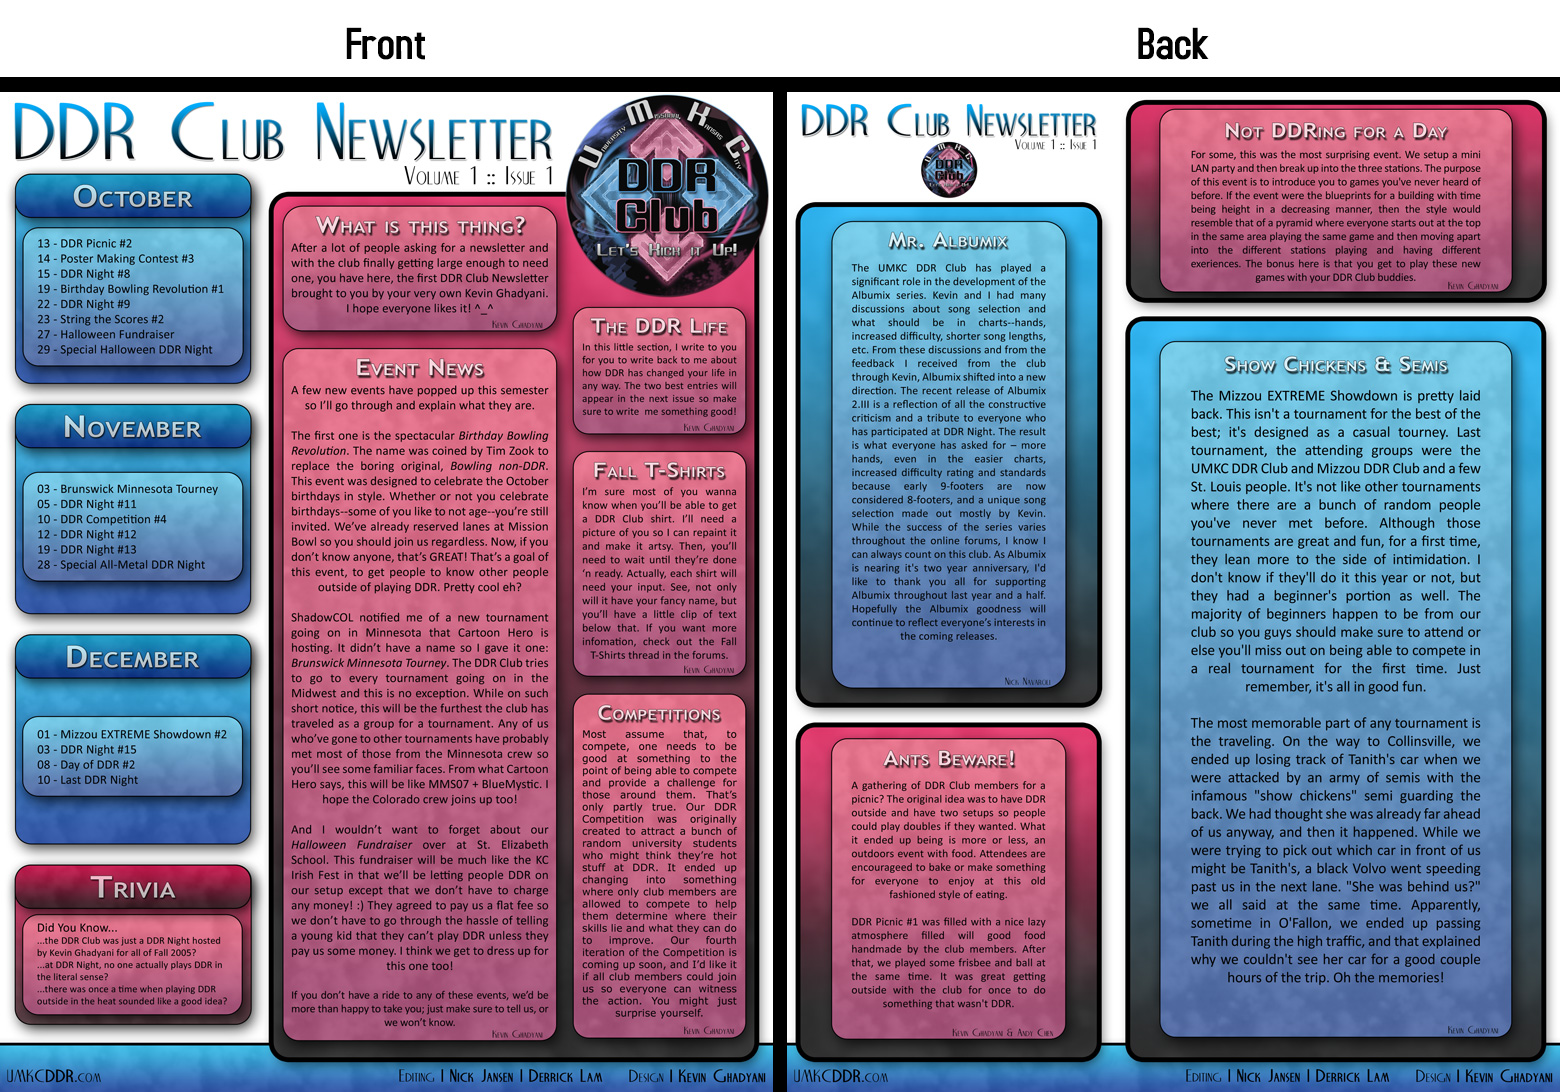 Front
Back
DDR Club Newsletter
Volume 1 :: Issue 1
University Missouri Kansas City
DDR
Club
Let's Kick it Up!
October
13 - DDR Picnic #2
14 - Poster Making Contest #3
15 - DDR Night #8
19 - Birthday Bowling Revolution #1
22 - DDR Night #9
23 - String the Scores #2
27 - Halloween Fundraiser
29 - Special Halloween DDR Night
November
03 - Brunswick Minnesota Tourney
05 - DDR Night #11
10 - DDR Competition #4
12 - DDR Night #12
19 - DDR Night #13
28 - Special All-Metal DDR Night
December
01 - Mizzou EXTREME Showdown #2
03 - DDR Night #15
08 - Day of DDR #2
10 - Last DDR Night
Trivia
Did You Know...
...the DDR Club was just a DDR Night hosted
by Kevin Ghadyani for all of Fall 2005?
...at DDR Night, no one actually plays DDR in
the literal sense?
...there was once a time when playing DDR
outside in the heat sounded like a good idea?
What is this thing?
After a lot of people asking for a newsletter and
with the club finally getting large enough to need
one, you have here, the first DDR Club Newsletter
brought to you by your very own Kevin Ghadyani.
I hope everyone likes it! ^_^
Kevin Ghadyani
Event News
A few new events have popped up this semester
so I'll go through and explain what they are.
The first one is the spectacular Birthday Bowling
Revolution. The name was coined by Tim Zook to
replace the boring original, Bowling non-DDR.
This event was designed to celebrate the October
birthdays in style. Whether or not you celebrate
birthdays--some of you like to not age--you're still
invited. We've already reserved lanes at Mission
Bowl so you should join us regardless. Now, if you
don't know anyone, that's GREAT! That's a goal of
this event, to get people to know other people
outside of playing DDR. Pretty cool eh?
ShadowCOL notified me of a new tournament
going on in Minnesota that Cartoon Hero is
hosting. It didn't have a name so I gave it one:
Brunswick Minnesota Tourney. The DDR Club tries
to go to every tournament going on in the
Midwest and this is no exception. While on such
short notice, this will be the furthest the club has
traveled as a group for a tournament. Any of us
who've gone to other tournaments have probably
met most of those from the Minnesota crew so
you'll see some familiar faces. From what Cartoon
Hero says, this will be like MMS07 + BlueMystic. I
hope the Colorado crew joins up too!
And I wouldn't want to forget about our
Halloween Fundraiser over at St. Elizabeth
School. This fundraiser will be much like the KC
Irish Fest in that we'll be letting people DDR on
our setup except that we don't have to charge
any money! :) They agreed to pay us a flat fee so
we don't have to go through the hassle of telling
a young kid that they can't play DDR unless they
pay us some money. I think we get to dress up for
this one too!
If you don't have a ride to any of these events, we'd be
more than happy to take you; just make sure to tell us, or
we won't know.
Kevin Ghadyani
The DDR Life
In this little section, I write to you
for you to write back to me about
how DDR has changed your life in
any way. The two best entries will
appear in the next issue so make
sure to write me something good!
Kevin Ghadyani
Fall T-Shirts
I'm sure most of you wanna
know when you'll be able to get
a DDR Club shirt. I'll need a
picture of you so I can repaint it
and make it artsy. Then, you'll
need to wait until they're done
'n ready. Actually, each shirt will
need your input. See, not only
will it have your fancy name, but
you'll have a little clip of text
below that. If you want more
infomation, check out the Fall
T-Shirts thread in the forums.
Kevin Ghadyani
Competitions
Most assume that, to
compete, one needs to be
good at something to the
point of being able to compete
and provide a challenge for
those around them. That's
only partly true. Our DDR
Competition was originally
created to attract a bunch of
random university students
who might think they're hot
stuff at DDR. It ended up
changing into something
where only club members are
allowed to compete to help
them determine where their
skills lie and what they can do
to improve. Our fourth
iteration of the Competition is
coming up soon, and I'd like it
if all club members could join
us so everyone can witness
the action. You might just
surprise yourself.
Kevin Ghadyani
UMKCDDR.com
Editing | Nick Jansen | Derrick Lam Design | Kevin Ghadyani
DDR Club Newsletter
Volume 1 :: Issue 1
UMKC
DDR
Club
Mr. Albumix
The UMKC DDR Club has played a
significant role in the development of the
Albumix series. Kevin and I had many
discussions about song selection and
what should be in charts--hands,
increased difficulty, shorter song lengths,
etc. From these discussions and from the
feedback I received from the club
through Kevin, Albumix shifted into a new
direction. The recent release of Albumix
2.III is a reflection of all the constructive
criticism and a tribute to everyone who
has participated at DDR Night. The result
is what everyone has asked for – more
hands, even in the easier charts,
increased difficulty rating and standards
because early 9-footers are now
considered 8-footers, and a unique song
selection made out mostly by Kevin.
While the success of the series varies
throughout the online forums, I know I
can always count on this club. As Albumix
is nearing it's two year anniversary, I'd
like to thank you all for supporting
Albumix throughout last year and a half.
Hopefully the Albumix goodness will
continue to reflect everyone's interests in
the coming releases.
Nick
Ants Beware!
A gathering of DDR Club members for a
picnic? The original idea was to have DDR
outside and have two setups so people
could play doubles if they wanted. What
it ended up being is more or less, an
outdoors event with food. Attendees are
encouraged to bake or make something
for everyone to enjoy at this old
fashioned style of eating.
DDR Picnic #1 was filled with a nice lazy
atmosphere filled will good food
handmade by the club members. After
that, we played some frisbee and ball at
the same time. It was great getting
outside with the club for once to do
something that wasn't DDR.
Kevin Ghadyani & Andy Chen
Not DDRing for a Day
For some, this was the most surprising event. We setup a mini
LAN party and then break up into the three stations. The purpose
of this event is to introduce you to games you've never heard of
before. If the event were the blueprints for a building with time
being height in a decreasing manner, then the style would
resemble that of a pyramid where everyone starts out at the top
in the same area playing the same game and then moving apart
into the different stations playing and having different
exeriences. The bonus here is that you get to play these new
games with your DDR Club buddies.
Kevin Ghadyani
Show Chickens & Semis
The Mizzou EXTREME Showdown is pretty laid
back. This isn't a tournament for the best of the
best; it's designed as a casual tourney. Last
tournament, the attending groups were the
UMKC DDR Club and Mizzou DDR Club and a few
St. Louis people. It's not like other tournaments
where there are a bunch of random people
you've never met before. Although those
tournaments are great and fun, for a first time,
they lean more to the side of intimidation. I
don't know if they'll do it this year or not, but
they had a beginner's portion as well. The
majority of beginners happen to be from our
club so you guys should make sure to attend or
else you'll miss out on being able to compete in
a real tournament for the first time. Just
remember, it's all in good fun.
The most memorable part of any tournament is
the traveling. On the way to Collinsville, we
ended up losing track of Tanith's car when we
were attacked by an army of semis with the
infamous "show chickens" semi guarding the
back. We had thought she was already far ahead
of us anyway, and then it happened. While we
were trying to pick out which car in front of us
might be Tanith's, a black Volvo went speeding
past us in the next lane. "She was behind us?"
we all said at the same time. Apparently,
sometime in O'Fallon, we ended up passing
Tanith during the high traffic, and that explained
why we couldn't see her car for a good couple
hours of the trip. Oh the memories!
Kevin Ghadyani
UMKCDDR.com
Editing | Nick Jansen | Derrick Lam Design | Kevin Ghadyani